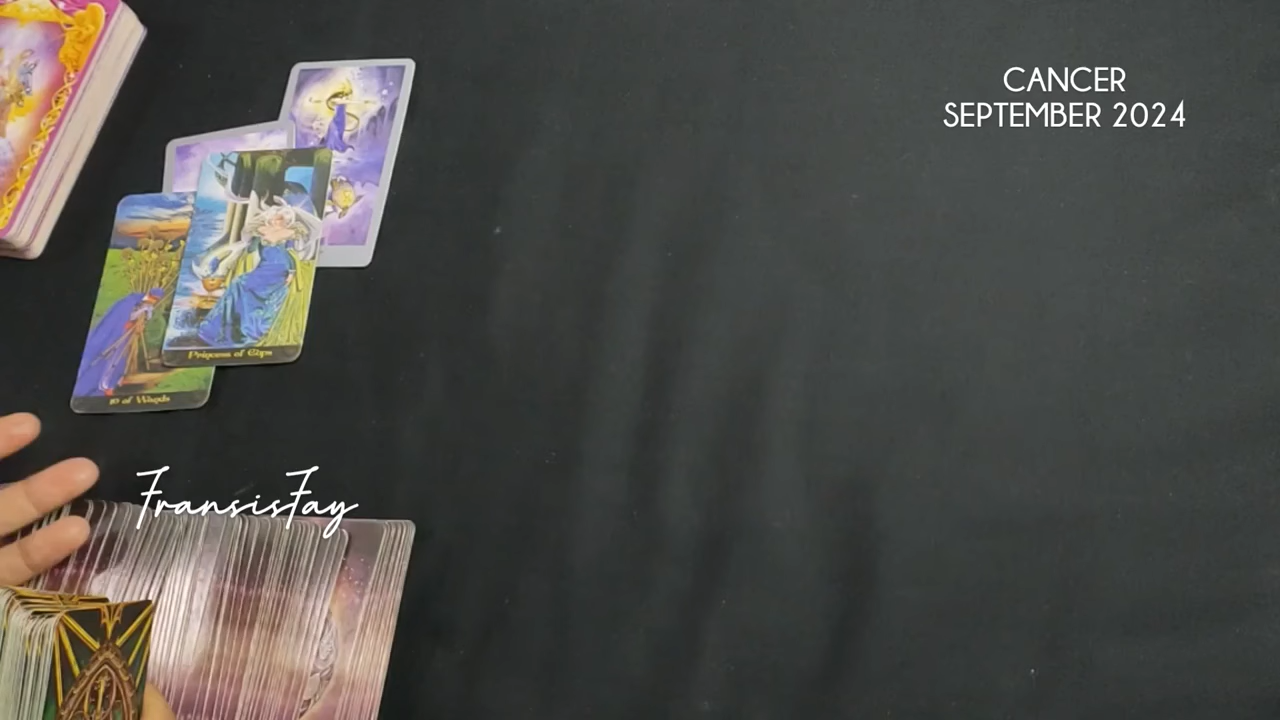 CANCER
SEPTEMBER 2024
Princess of Cups
10 of Wands
FransisFay